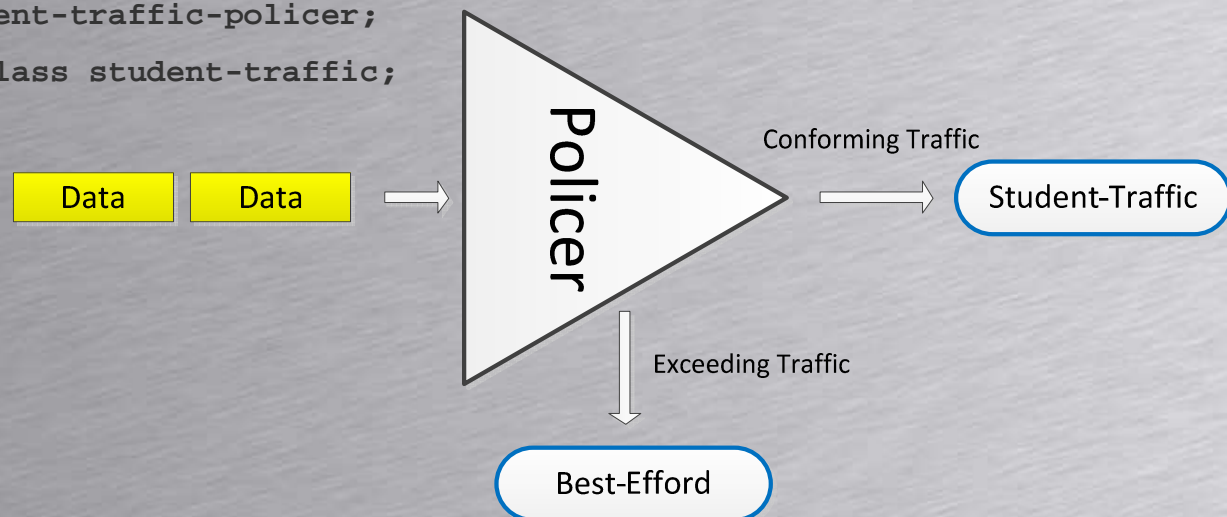 ent-traffic-policer;
lass student-traffic;
Policer
Conforming Traffic
Data
Data
Student-Traffic
Exceeding Traffic
Best-Efford